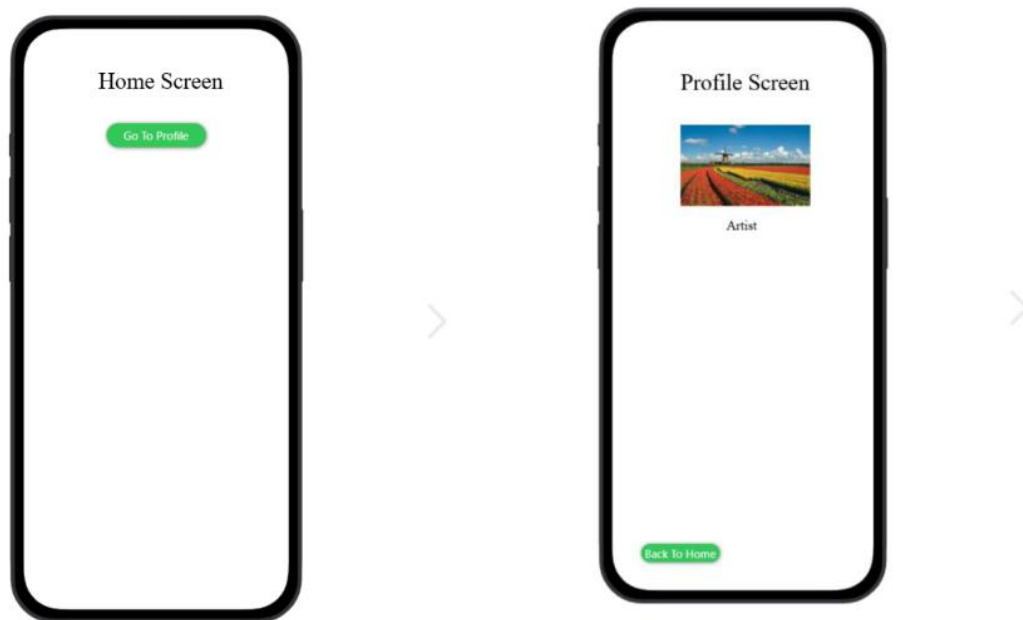 Home Screen
Go To Profile
Profile Screen
Artist
Back To Home